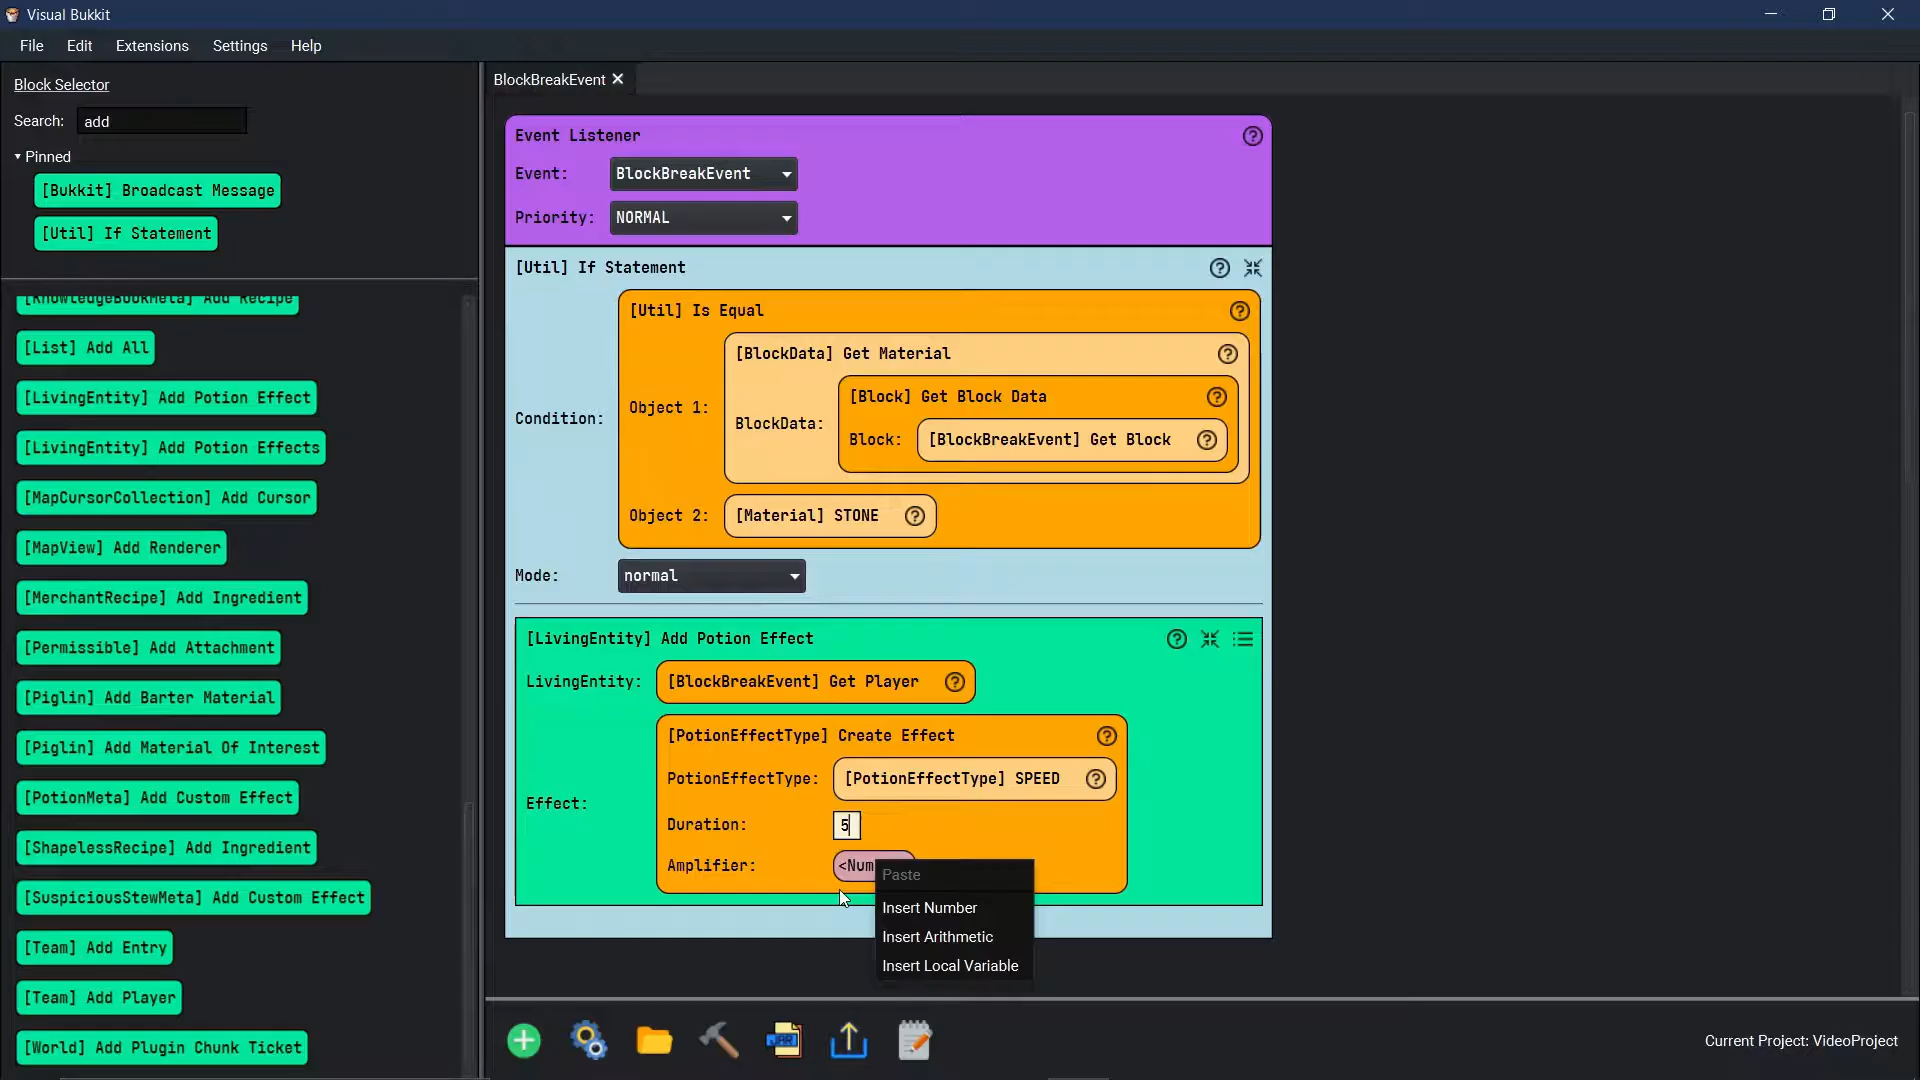 Visual Bukkit
File Edit Extensions Settings Help
Block Selector
Search: add
Pinned
[Bukkit] Broadcast Message
[Util] If Statement
[KnowledgeBookMeta] Add Recipe
[List] Add All
[LivingEntity] Add Potion Effect
[LivingEntity] Add Potion Effects
[MapCursorCollection] Add Cursor
[MapView] Add Renderer
[MerchantRecipe] Add Ingredient
[Permissible] Add Attachment
[Piglin] Add Barter Material
[Piglin] Add Material Of Interest
[PotionMeta] Add Custom Effect
[ShapelessRecipe] Add Ingredient
[SuspiciousStewMeta] Add Custom Effect
[Team] Add Entry
[Team] Add Player
[World] Add Plugin Chunk Ticket
BlockBreakEvent
Event Listener
Event: BlockBreakEvent
Priority: NORMAL
[Util] If Statement
Condition:
[Util] Is Equal
Object 1:
[BlockData] Get Material
BlockData:
[Block] Get Block Data
Block: [BlockBreakEvent] Get Block
Object 2: [Material] STONE
Mode: normal
[LivingEntity] Add Potion Effect
LivingEntity: [BlockBreakEvent] Get Player
Effect:
[PotionEffectType] Create Effect
PotionEffectType: [PotionEffectType] SPEED
Duration: 5
Amplifier: <Num
Paste
Insert Number
Insert Arithmetic
Insert Local Variable
JAR
Current Project: VideoProject